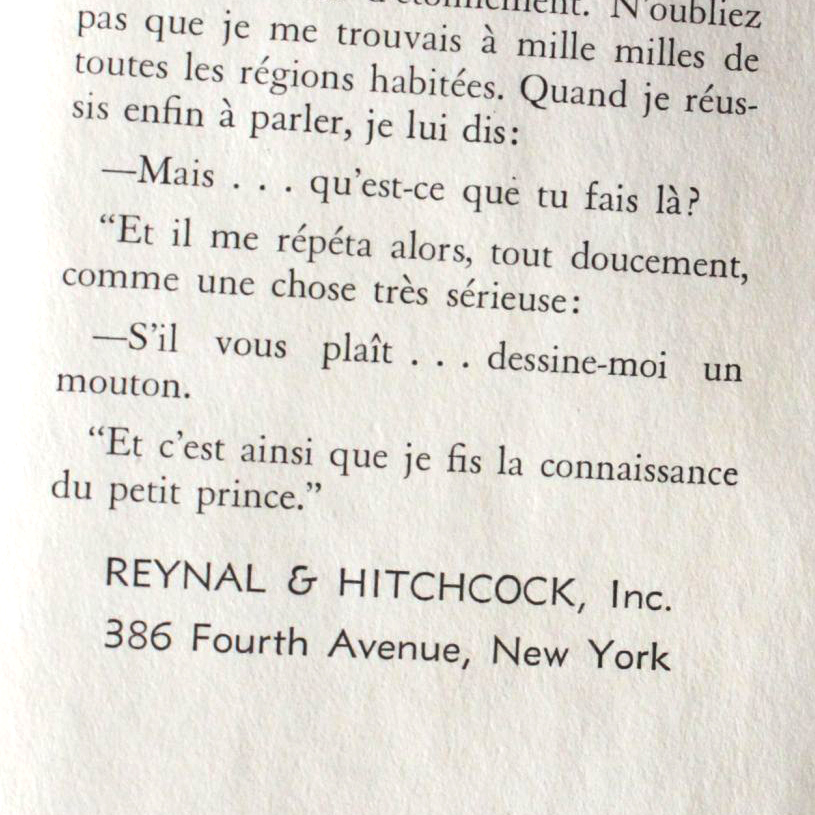 d'étonnement. N'oubliez
pas que je me trouvais à mille milles de
toutes les régions habitées. Quand je réus-
sis enfin à parler, je lui dis:
—Mais . . . qu'est-ce que tu fais là?
"Et il me répéta alors, tout doucement,
comme une chose très sérieuse:
—S'il vous plaît . . . dessine-moi un
mouton.
"Et c'est ainsi que je fis la connaissance
du petit prince."
REYNAL & HITCHCOCK, Inc.
386 Fourth Avenue, New York